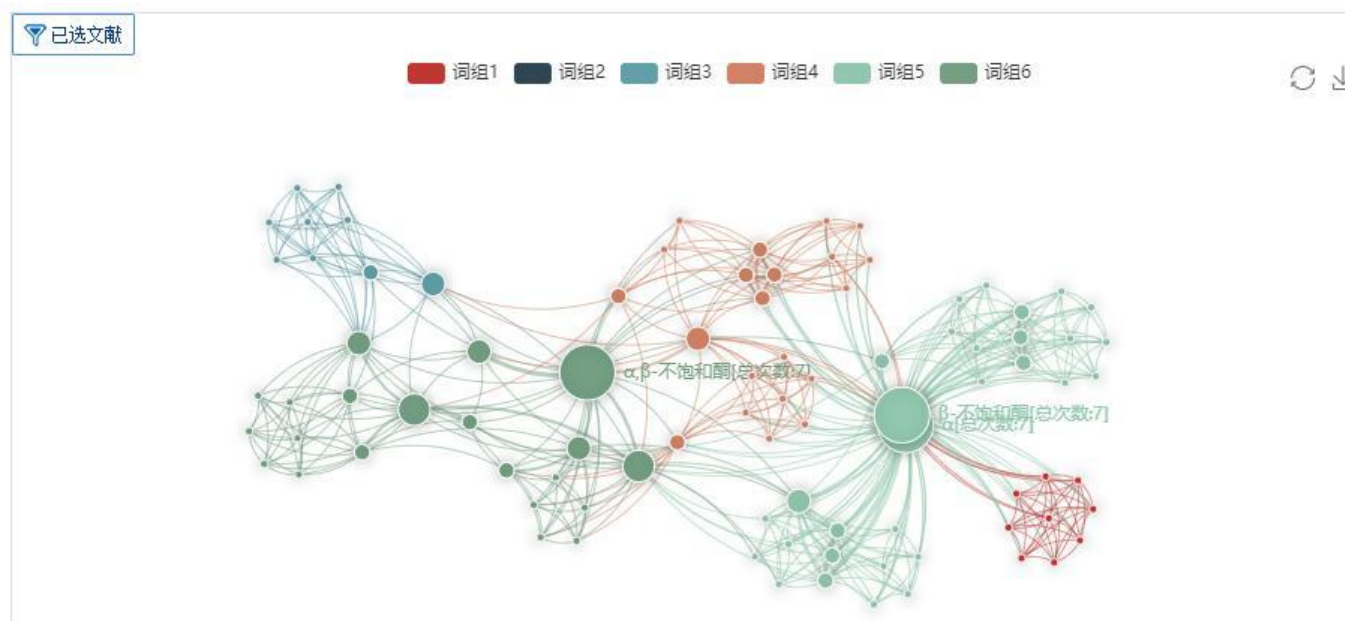 已选文献
词组1 词组2 词组3 词组4 词组5 词组6
α,β-不饱和酮[总次数:7]
β-不饱和酮[总次数:7]
α[总次数:7]